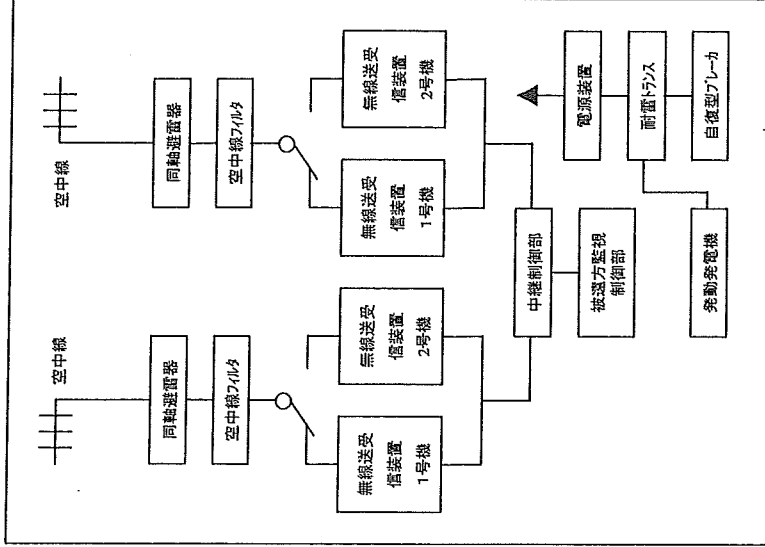 空中線
同軸避雷器
空中線フィルタ
無線送受
信装置
1号機
無線送受
信装置
2号機
空中線
同軸避雷器
空中線フィルタ
無線送受
信装置
1号機
無線送受
信装置
2号機
中継制御部
被遠方監視
制御部
電源装置
耐雷トランス
自復型ブレーカ
発動発電機